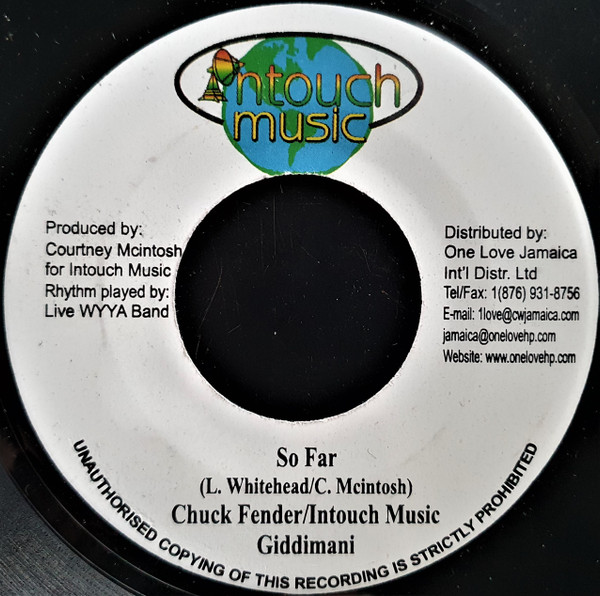 Intouch
music
Produced by:
Courtney Mcintosh
for Intouch Music
Rhythm played by:
Live WYYA Band
Distributed by:
One Love Jamaica
Int'l Distr. Ltd
Tel/Fax: 1(876) 931-8756
E-mail: 1love@cwjamaica.com
jamaica@onelovehp.com
Website: www.onelovehp.com
So Far
(L. Whitehead/C. Mcintosh)
Chuck Fender/Intouch Music
Giddimani
UNAUTHORISED COPYING OF THIS RECORDING IS STRICTLY PROHIBITED